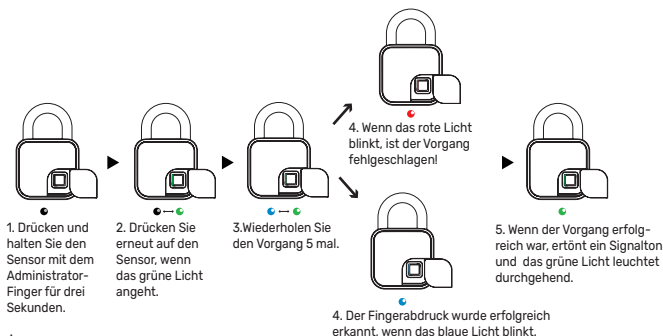 1. Drücken und
halten Sie den
Sensor mit dem
Administrator-
Finger für drei
Sekunden.
2. Drücken Sie
erneut auf den
Sensor, wenn
das grüne Licht
angeht.
3.Wiederholen Sie
den Vorgang 5 mal.
4. Wenn das rote Licht
blinkt, ist der Vorgang
fehlgeschlagen!
4. Der Fingerabdruck wurde erfolgreich
erkannt, wenn das blaue Licht blinkt.
5. Wenn der Vorgang erfolg-
reich war, ertönt ein Signalton
und das grüne Licht leuchtet
durchgehend.